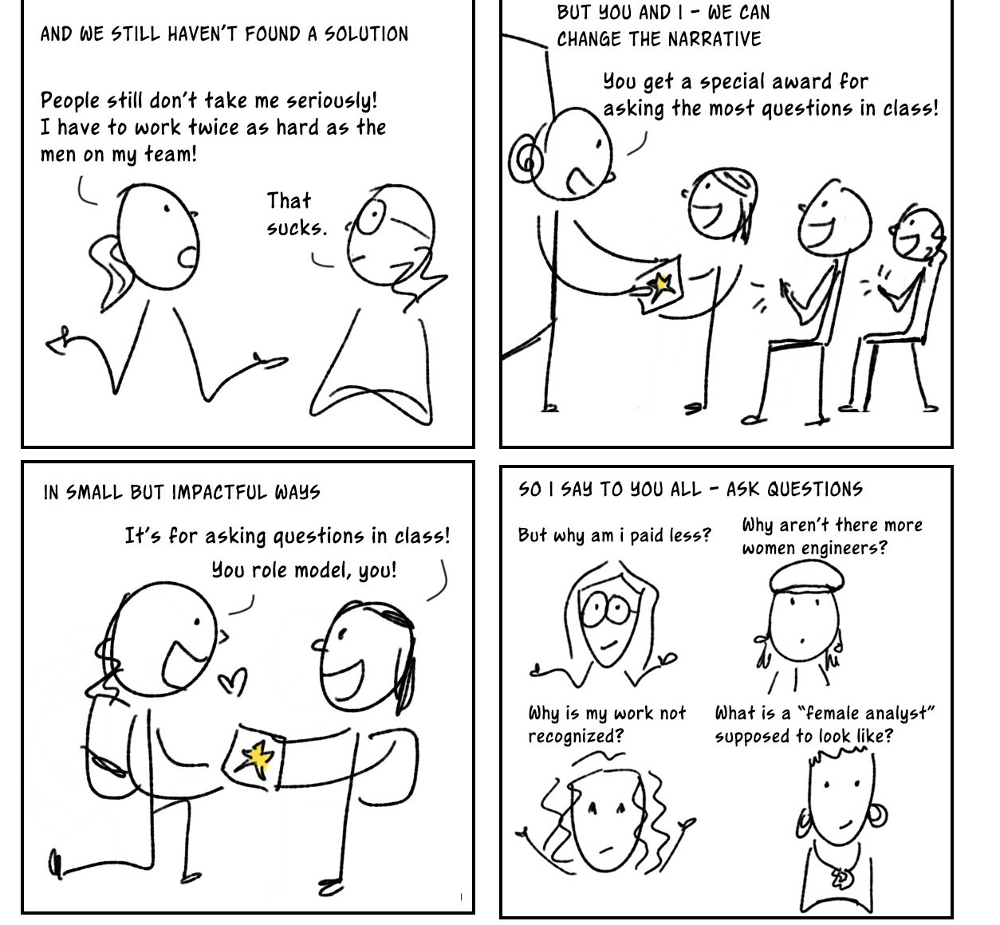 AND WE STILL HAVEN'T FOUND A SOLUTION
People still don't take me seriously!
I have to work twice as hard as the
men on my team!
That
sucks.
BUT YOU AND I - WE CAN
CHANGE THE NARRATIVE
You get a special award for
asking the most questions in class!
IN SMALL BUT IMPACTFUL WAYS
It's for asking questions in class!
You role model, you!
SO I SAY TO YOU ALL - ASK QUESTIONS
But why am i paid less?
Why aren't there more
women engineers?
Why is my work not
recognized?
What is a "female analyst"
supposed to look like?